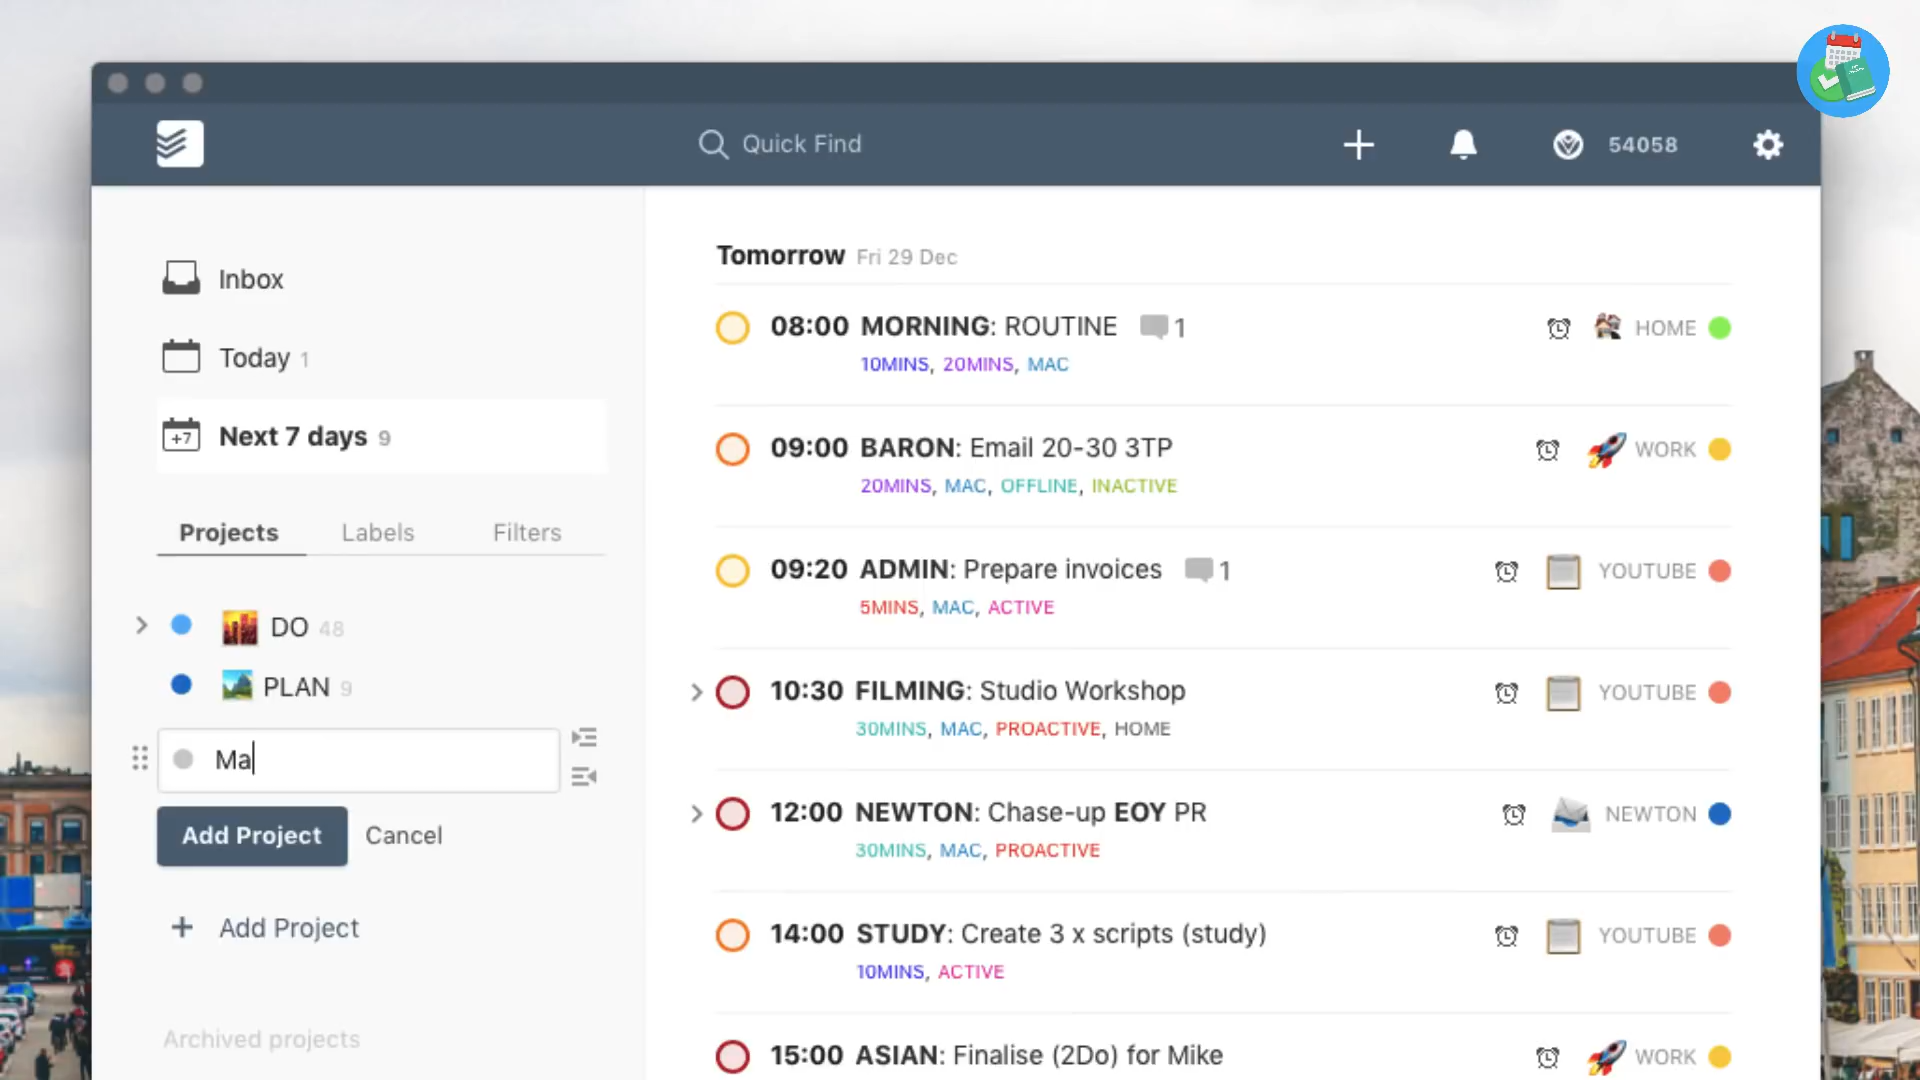 Quick Find
54058
Inbox
Today 1
+7 Next 7 days 9
Projects Labels Filters
DO 48
PLAN 9
Ma
Add Project Cancel
+ Add Project
Archived projects
Tomorrow Fri 29 Dec
08:00 MORNING: ROUTINE 1 HOME
10MINS, 20MINS, MAC
09:00 BARON: Email 20-30 3TP WORK
20MINS, MAC, OFFLINE, INACTIVE
09:20 ADMIN: Prepare invoices 1 YOUTUBE
5MINS, MAC, ACTIVE
10:30 FILMING: Studio Workshop YOUTUBE
30MINS, MAC, PROACTIVE, HOME
12:00 NEWTON: Chase-up EOY PR NEWTON
30MINS, MAC, PROACTIVE
14:00 STUDY: Create 3 x scripts (study) YOUTUBE
10MINS, ACTIVE
15:00 ASIAN: Finalise (2Do) for Mike WORK